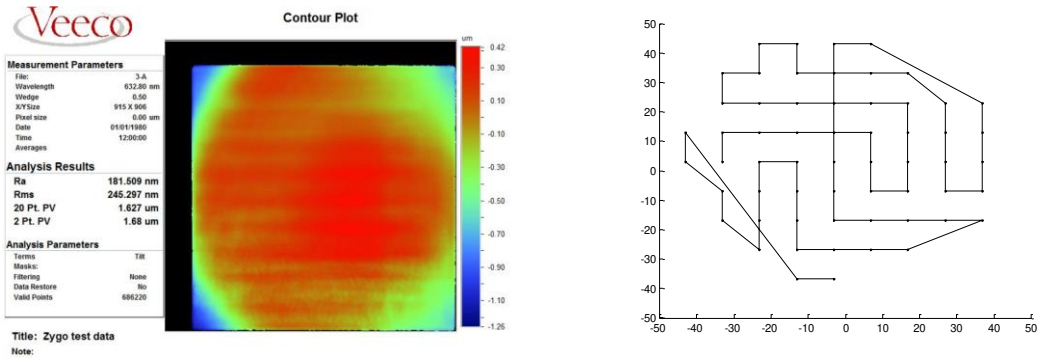 Veeco
Contour Plot
Measurement Parameters
File: 3-A
Wavelength 632.80 nm
Wedge 0.50
X/YSize 915 X 906
Pixel size 0.00 um
Date 01/01/1980
Time 12:00:00
Averages
Analysis Results
Ra 181.509 nm
Rms 245.297 nm
20 Pt. PV 1.627 um
2 Pt. PV 1.68 um
Analysis Parameters
Terms Tilt
Masks:
Filtering None
Data Restore No
Valid Points 686220
Title: Zygo test data
Note:
um
0.42
0.30
0.10
-0.10
-0.30
-0.50
-0.70
-0.90
-1.10
-1.26
50
40
30
20
10
0
-10
-20
-30
-40
-50
-50 -40 -30 -20 -10 0 10 20 30 40 50